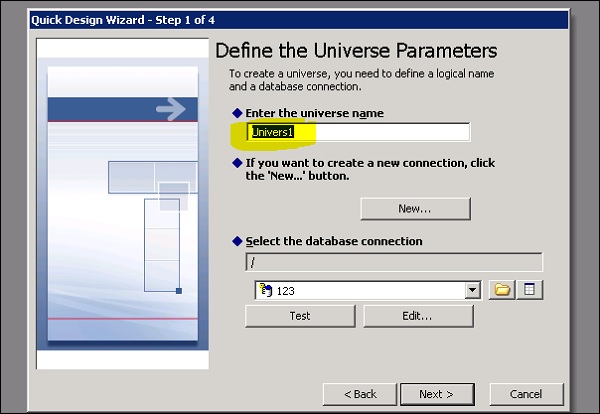 Quick Design Wizard - Step 1 of 4
Define the Universe Parameters
To create a universe, you need to define a logical name
and a database connection.
Enter the universe name
Univers1
If you want to create a new connection, click
the 'New...' button.
New...
Select the database connection
/
123
Test
Edit...
< Back
Next >
Cancel